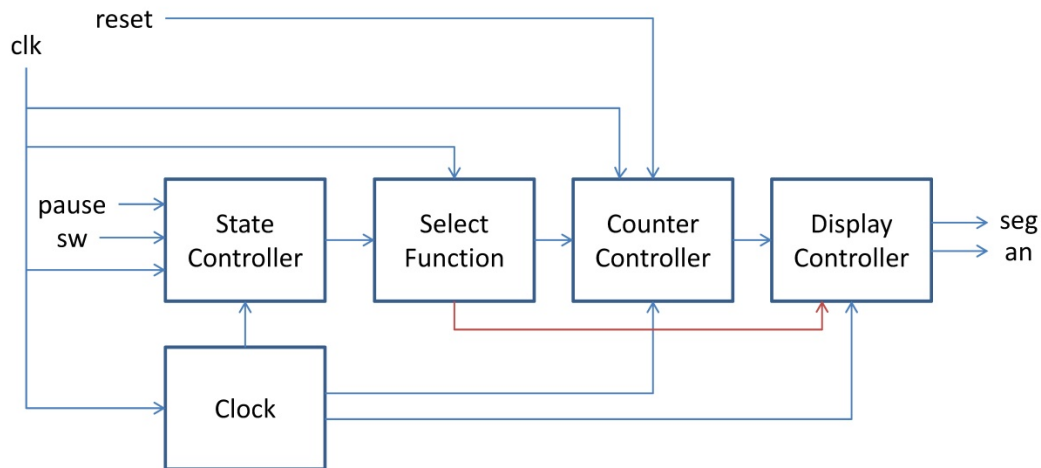 reset
clk
pause
sw
State
Controller
Select
Function
Counter
Controller
Display
Controller
seg
an
Clock